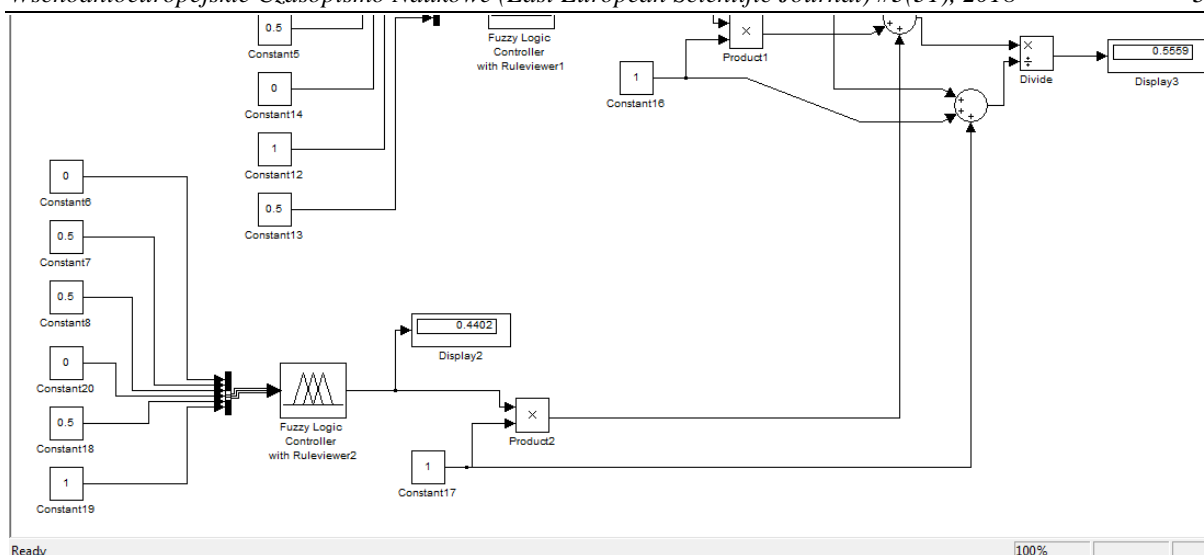 Wschodnioeuropejskie Czasopismo Naukowe (East European Scientific Journal) #3(31), 2018
0.5
Constant5
Fuzzy Logic
Controller
with Ruleviewer1
×
Product1
+
+
×
÷
Divide
0.5559
Display3
0
Constant14
1
Constant16
+
+
+
1
Constant12
0
Constant6
0.5
Constant13
0.5
Constant7
0.5
Constant8
0.4402
Display2
0
Constant20
Fuzzy Logic
Controller
with Ruleviewer2
×
Product2
0.5
Constant18
1
Constant17
1
Constant19
Ready
100%